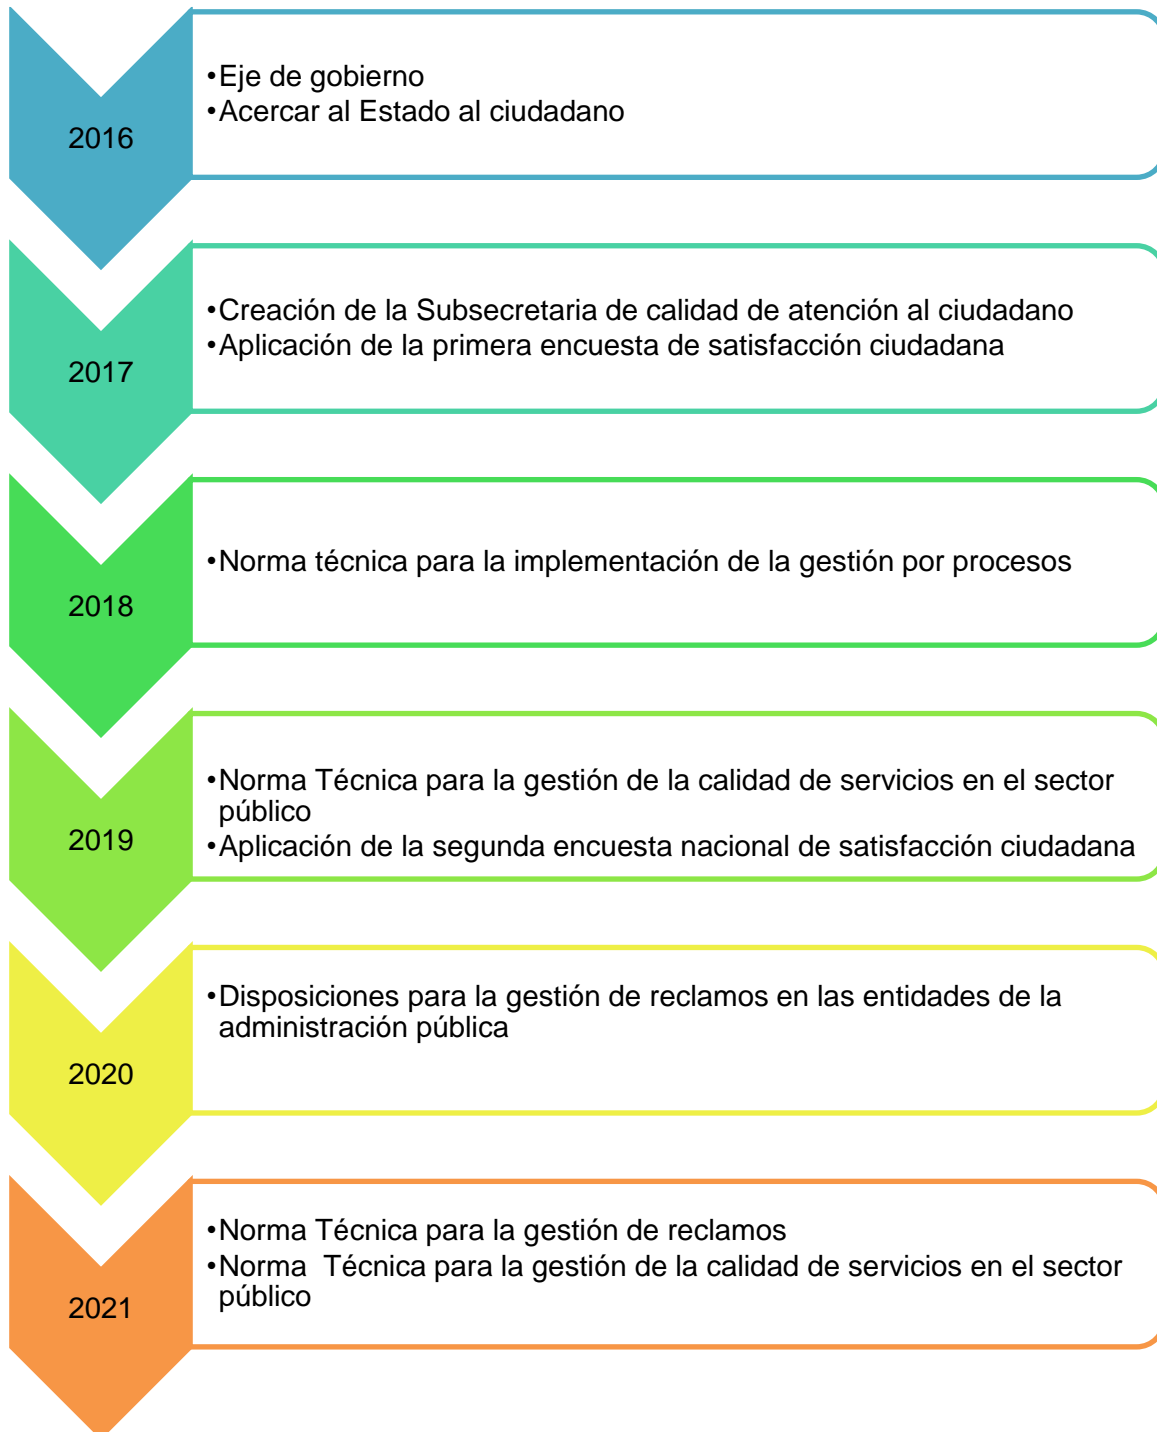 2016
•Eje de gobierno
•Acercar al Estado al ciudadano
2017
•Creación de la Subsecretaria de calidad de atención al ciudadano
•Aplicación de la primera encuesta de satisfacción ciudadana
2018
•Norma técnica para la implementación de la gestión por procesos
2019
•Norma Técnica para la gestión de la calidad de servicios en el sector
público
•Aplicación de la segunda encuesta nacional de satisfacción ciudadana
2020
•Disposiciones para la gestión de reclamos en las entidades de la
administración pública
2021
•Norma Técnica para la gestión de reclamos
•Norma  Técnica para la gestión de la calidad de servicios en el sector
público